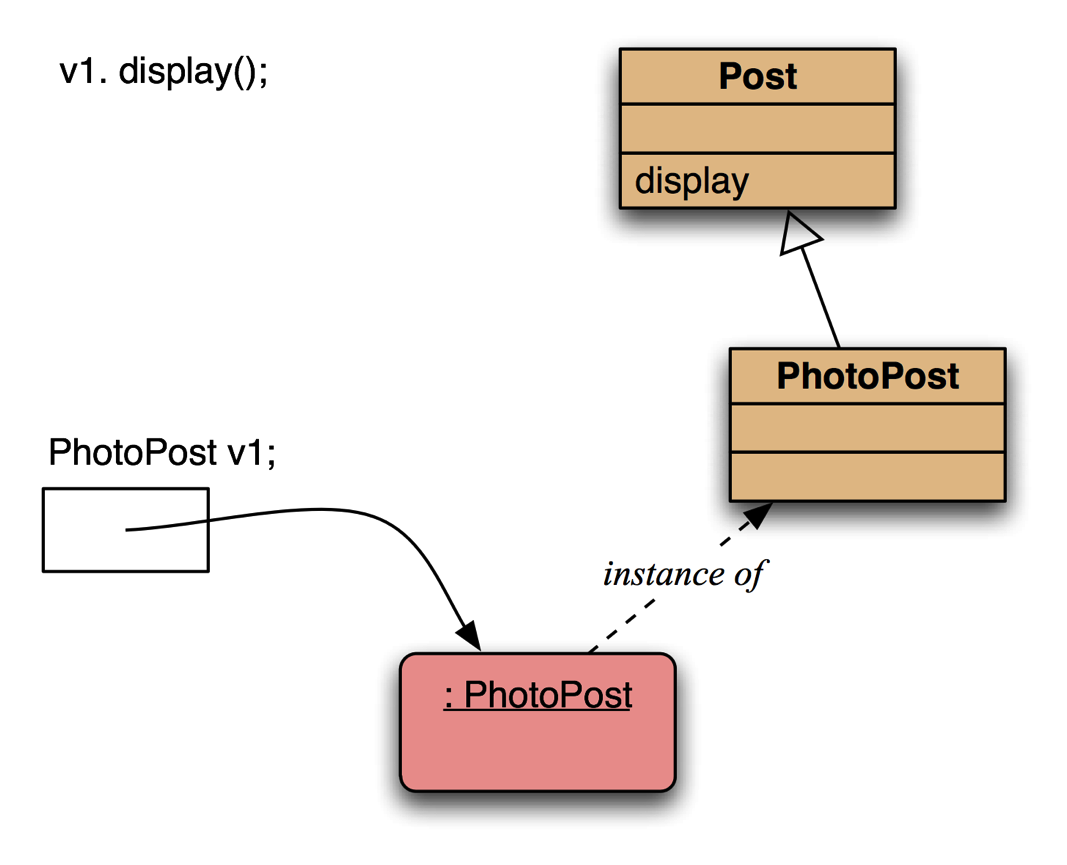 v1. display();
Post
display
PhotoPost
PhotoPost v1;
instance of
: PhotoPost